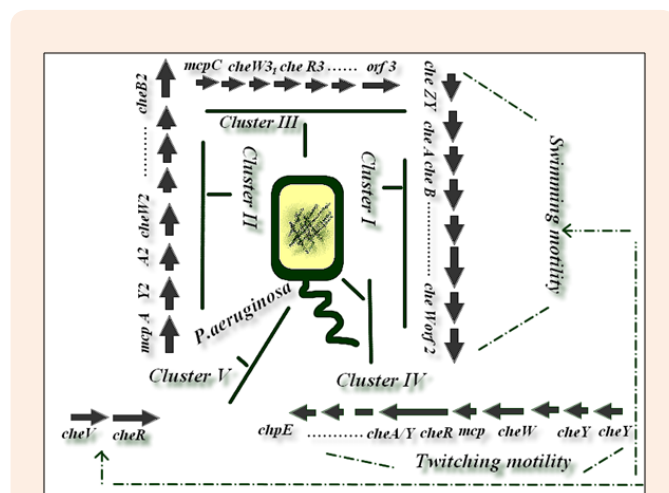 mcpC cheW3, che R3 ...... orf 3
Cluster III
cheB2
...........
cheW2
A2
Y2
mcp A
Cluster II
Cluster I
che ZY
che A che B
................
che Worf 2
Swimming motility
P.aeruginosa
Cluster V
Cluster IV
cheV cheR
chpE ............ cheA/Y cheR mcp cheW cheY cheY
Twitching motility